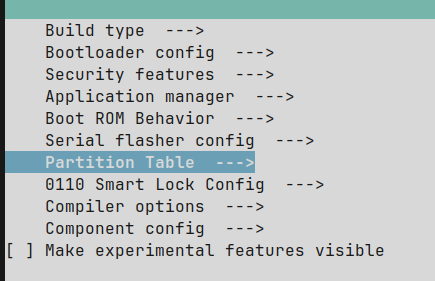 Build type  --->
Bootloader config  --->
Security features  --->
Application manager  --->
Boot ROM Behavior  --->
Serial flasher config  --->
Partition Table  --->
0110 Smart Lock Config  --->
Compiler options  --->
Component config  --->
[ ] Make experimental features visible